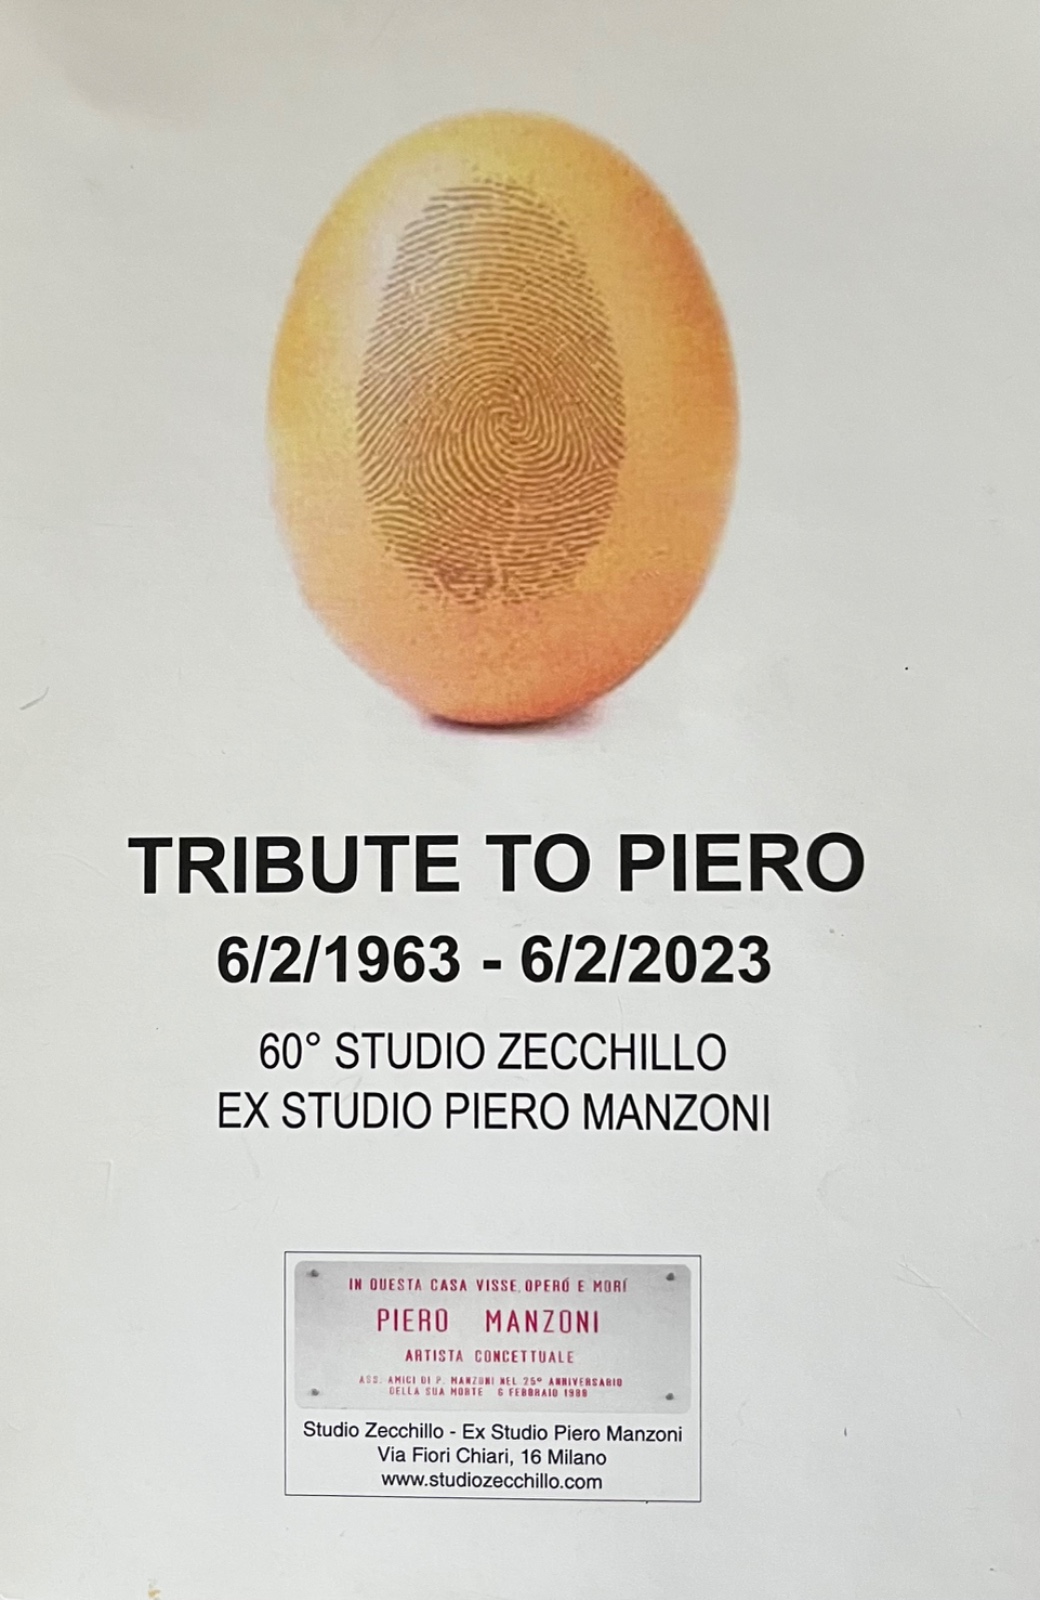 TRIBUTE TO PIERO
6/2/1963 - 6/2/2023
60° STUDIO ZECCHILLO
EX STUDIO PIERO MANZONI
IN QUESTA CASA VISSE, OPERÓ E MORÍ
PIERO MANZONI
ARTISTA CONCETTUALE
ASS. AMICI DI P. MANZONI NEL 25° ANNIVERSARIO
DELLA SUA MORTE 6 FEBBRAIO 1988
Studio Zecchillo - Ex Studio Piero Manzoni
Via Fiori Chiari, 16 Milano
www.studiozecchillo.com